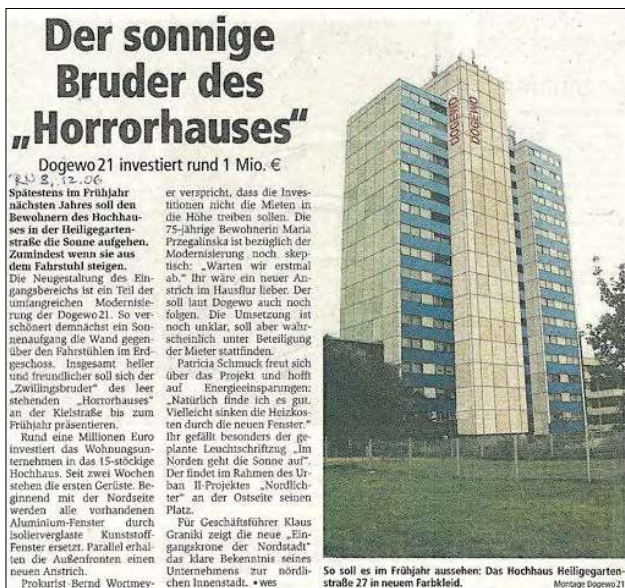 Der sonnige
Bruder des
„Horrorhauses“
Dogewo 21 investiert rund 1 Mio. €
RN 8.12.06
Spätestens im Frühjahr
nächsten Jahres soll den
Bewohnern des Hochhau-
ses in der Heiligegarten-
straße die Sonne aufgehen.
Zumindest wenn sie aus
dem Fahrstuhl steigen.
Die Neugestaltung des Ein-
gangsbereichs ist ein Teil der
umfangreichen Modernisie-
rung der Dogewo 21. So ver-
schönert demnächst ein Son-
nenaufgang die Wand gegen-
über den Fahrstühlen im Erd-
geschoss. Insgesamt heller
und freundlicher soll sich der
„Zwillingsbruder“ des leer
stehenden „Horrorhauses“
an der Kielstraße bis zum
Frühjahr präsentieren.
Rund eine Millionen Euro
investiert das Wohnungsun-
ternehmen in das 15-stöckige
Hochhaus. Seit zwei Wochen
stehen die ersten Gerüste. Be-
ginnend mit der Nordseite
werden alle vorhandenen
Aluminium-Fenster durch
isolierverglaste Kunststoff-
Fenster ersetzt. Parallel erhal-
ten die Außenfronten einen
neuen Anstrich.
Prokurist Bernd Wortmey-
er verspricht, dass die Inves-
titionen nicht die Mieten in
die Höhe treiben sollen. Die
75-jährige Bewohnerin Maria
Przegalinska ist bezüglich der
Modernisierung noch skep-
tisch: „Warten wir erstmal
ab.“ Ihr wäre ein neuer An-
strich im Hausflur lieber. Der
soll laut Dogewo auch noch
folgen. Die Umsetzung ist
noch unklar, soll aber wahr-
scheinlich unter Beteiligung
der Mieter stattfinden.
Patricia Schmuck freut sich
über das Projekt und hofft
auf Energieeinsparungen:
„Natürlich finde ich es gut.
Vielleicht sinken die Heizkos-
ten durch die neuen Fenster.“
Ihr gefällt besonders der ge-
plante Leuchtschriftzug „Im
Norden geht die Sonne auf“.
Der findet im Rahmen des Ur-
ban II-Projektes „Nordlich-
ter“ an der Ostseite seinen
Platz.
Für Geschäftsführer Klaus
Graniki zeigt die neue „Ein-
gangskrone der Nordstadt“
das klare Bekenntnis seines
Unternehmens zur nördli-
chen Innenstadt. • wes
DOGEWO
DOGEWO
So soll es im Frühjahr aussehen: Das Hochhaus Heiligegarten-
straße 27 in neuem Farbkleid.
Montage Dogewo 21